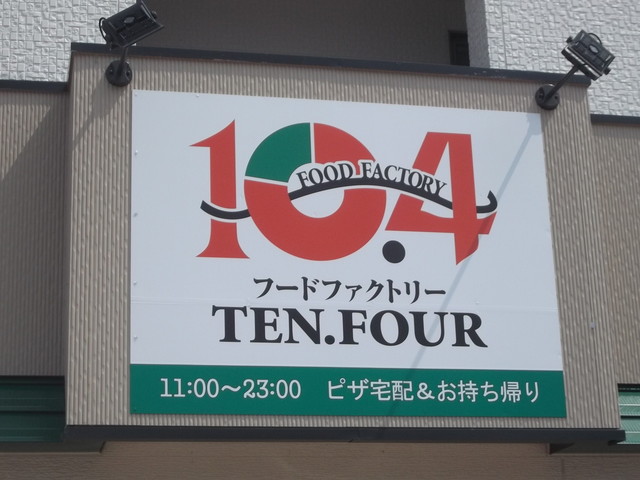 10.4
FOOD FACTORY
フードファクトリー
TEN.FOUR
11:00〜23:00 ピザ宅配&お持ち帰り